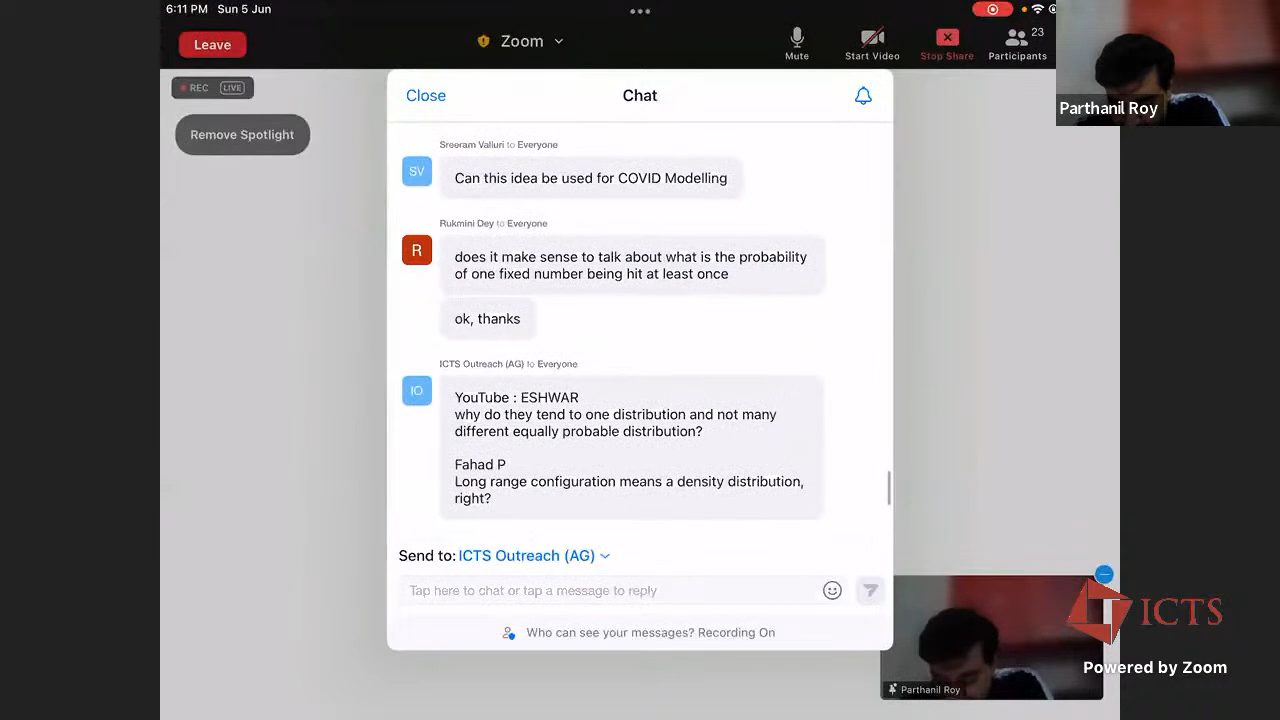 6:11 PM Sun 5 Jun
Leave
Zoom
Mute
Start Video
Stop Share
Participants
23
REC
LIVE
Remove Spotlight
Parthanil Roy
Close
Chat
Sreeram Valluri to Everyone
SV
Can this idea be used for COVID Modelling
Rukmini Dey to Everyone
R
does it make sense to talk about what is the probability
of one fixed number being hit at least once
ok, thanks
ICTS Outreach (AG) to Everyone
IO
YouTube : ESHWAR
why do they tend to one distribution and not many
different equally probable distribution?
Fahad P
Long range configuration means a density distribution,
right?
Send to: ICTS Outreach (AG)
Tap here to chat or tap a message to reply
Who can see your messages? Recording On
ICTS
Powered by Zoom
Parthanil Roy